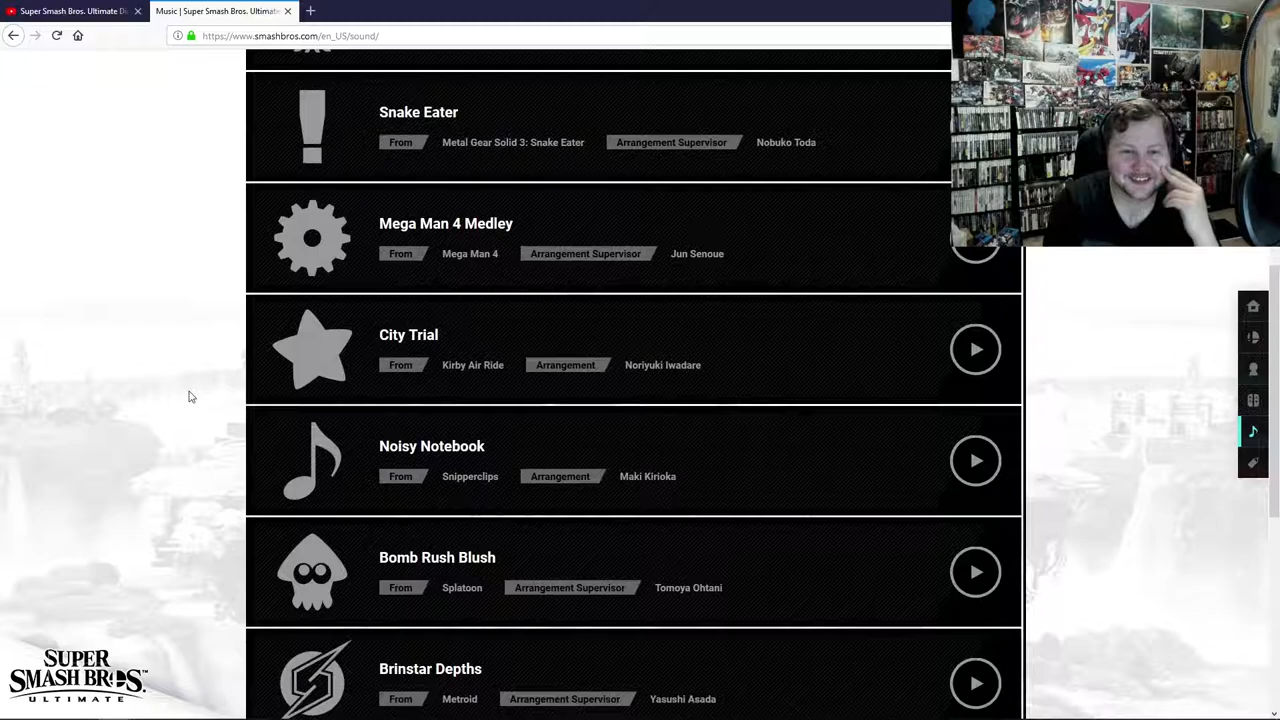 Super Smash Bros. Ultimate Di
Music | Super Smash Bros. Ultimate
https://www.smashbros.com/en_US/sound/
Snake Eater
From Metal Gear Solid 3: Snake Eater Arrangement Supervisor Nobuko Toda
Mega Man 4 Medley
From Mega Man 4 Arrangement Supervisor Jun Senoue
City Trial
From Kirby Air Ride Arrangement Noriyuki Iwadare
Noisy Notebook
From Snipperclips Arrangement Maki Kirioka
Bomb Rush Blush
From Splatoon Arrangement Supervisor Tomoya Ohtani
Brinstar Depths
From Metroid Arrangement Supervisor Yasushi Asada
SUPER
SMASH BROS.™
ULTIMATE